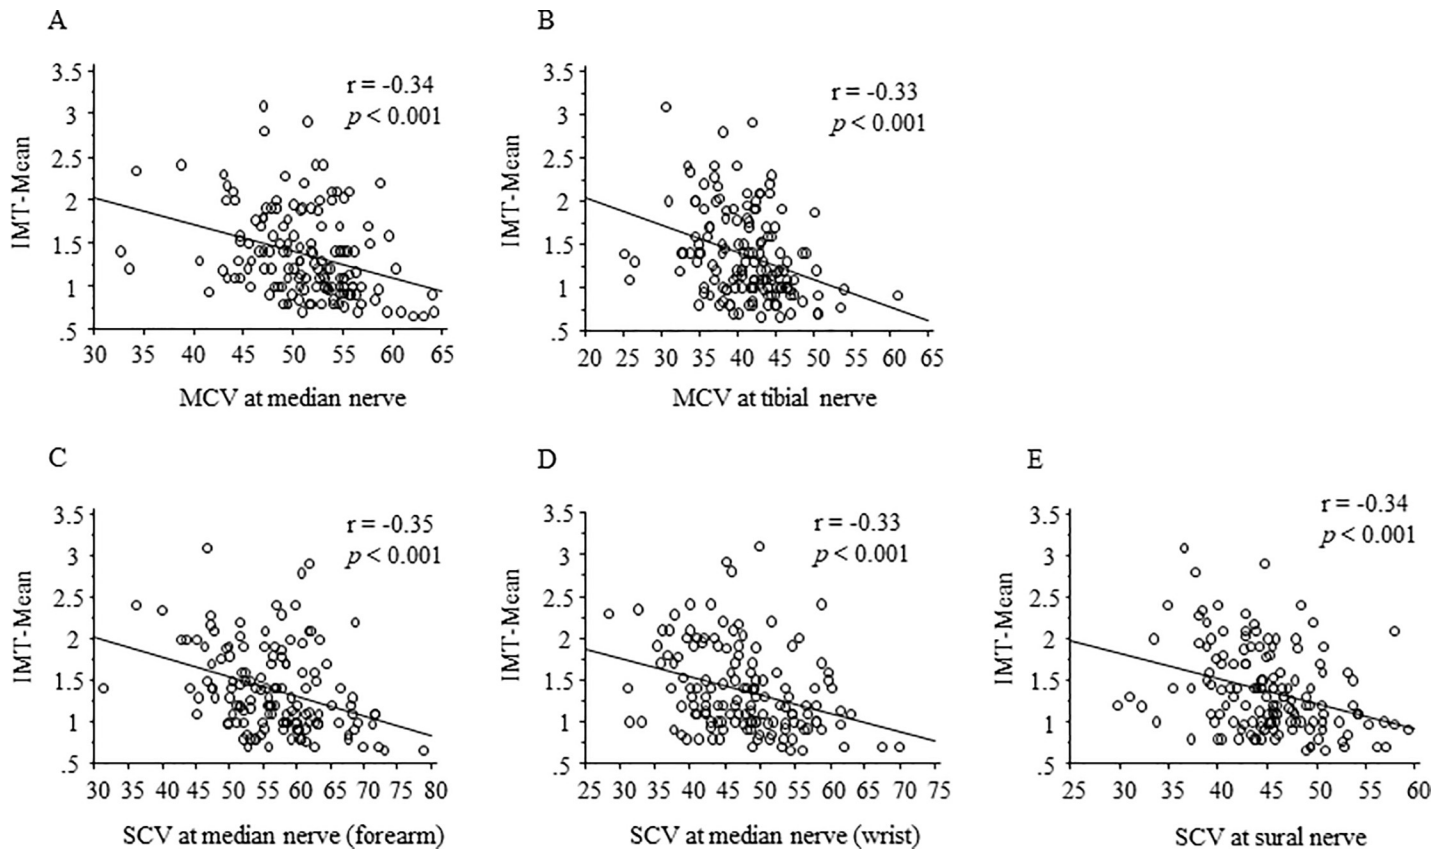 A
3.5
3
2.5
2
1.5
1
.5
IMT-Mean
r = -0.34
p < 0.001
30 35 40 45 50 55 60 65
MCV at median nerve
B
3.5
3
2.5
2
1.5
1
.5
IMT-Mean
r = -0.33
p < 0.001
20 25 30 35 40 45 50 55 60 65
MCV at tibial nerve
C
3.5
3
2.5
2
1.5
1
.5
IMT-Mean
r = -0.35
p < 0.001
30 35 40 45 50 55 60 65 70 75 80
SCV at median nerve (forearm)
D
3.5
3
2.5
2
1.5
1
.5
IMT-Mean
r = -0.33
p < 0.001
25 30 35 40 45 50 55 60 65 70 75
SCV at median nerve (wrist)
E
3.5
3
2.5
2
1.5
1
.5
IMT-Mean
r = -0.34
p < 0.001
25 30 35 40 45 50 55 60
SCV at sural nerve